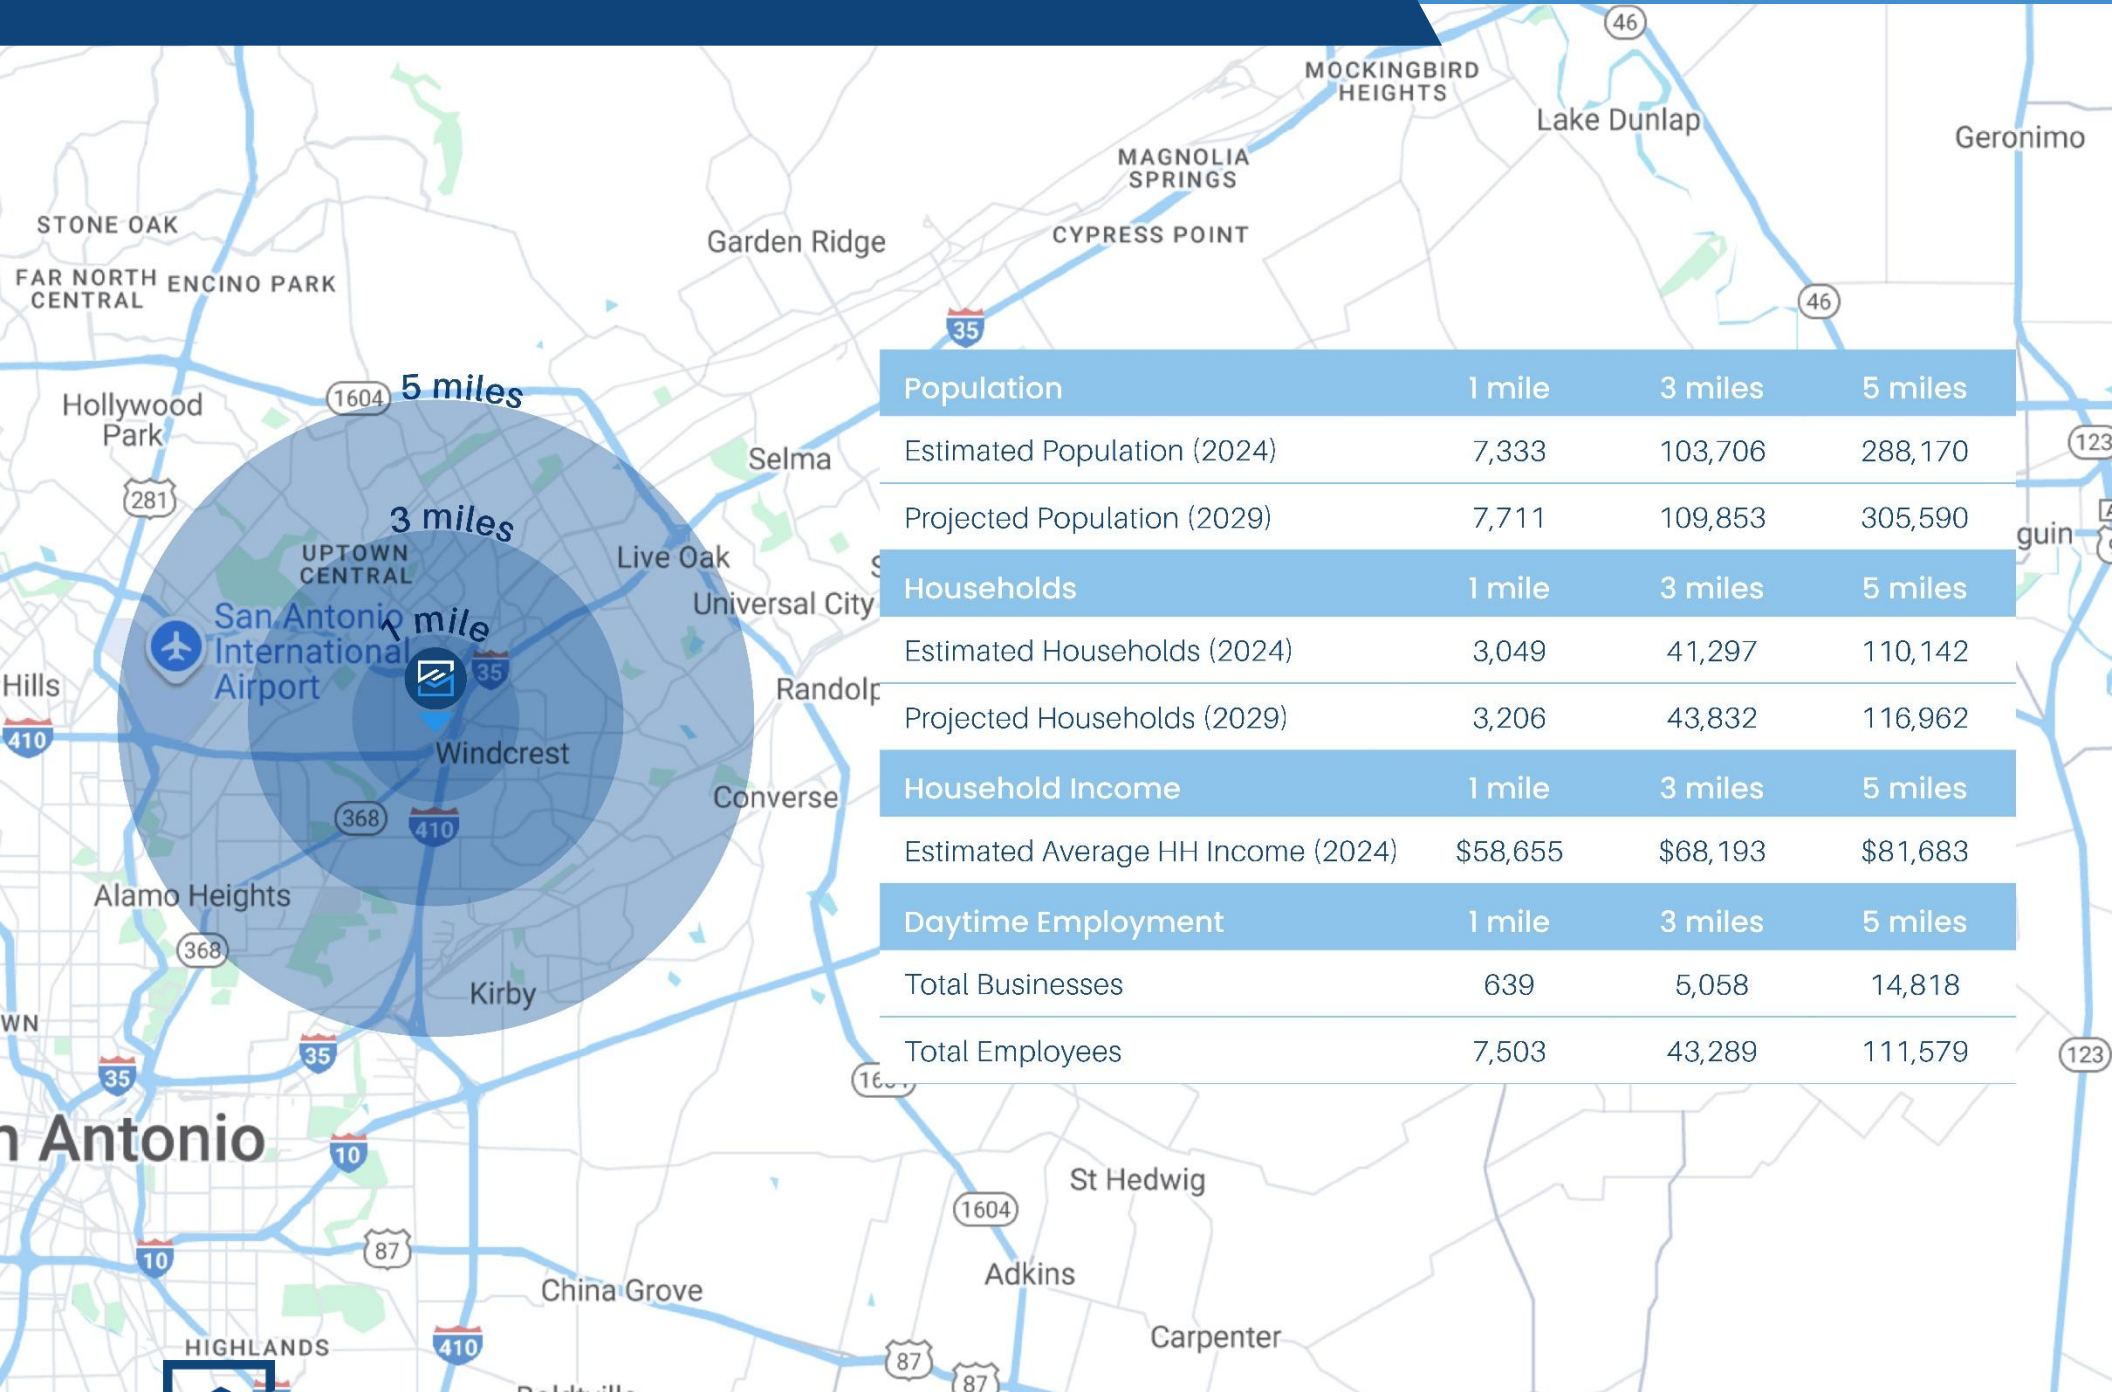 46
MOCKINGBIRD
HEIGHTS
Lake Dunlap
Geronimo
MAGNOLIA
SPRINGS
STONE OAK
Garden Ridge
CYPRESS POINT
FAR NORTH
CENTRAL
ENCINO PARK
46
35
Hollywood
Park
1604
5 miles
281
Selma
3 miles
UPTOWN
CENTRAL
Live Oak
San Antonio
International
Airport
1 mile
Universal City
35
Hills
410
Windcrest
Converse
368
410
Alamo Heights
368
Kirby
35
35
123
123
Population 1 mile 3 miles 5 miles
Estimated Population (2024) 7,333 103,706 288,170
Projected Population (2029) 7,711 109,853 305,590
Households 1 mile 3 miles 5 miles
Estimated Households (2024) 3,049 41,297 110,142
Projected Households (2029) 3,206 43,832 116,962
Household Income 1 mile 3 miles 5 miles
Estimated Average HH Income (2024) $58,655 $68,193 $81,683
Daytime Employment 1 mile 3 miles 5 miles
Total Businesses 639 5,058 14,818
Total Employees 7,503 43,289 111,579
Antonio
10
St Hedwig
1604
10
87
China Grove
Adkins
HIGHLANDS
410
Carpenter
87
87